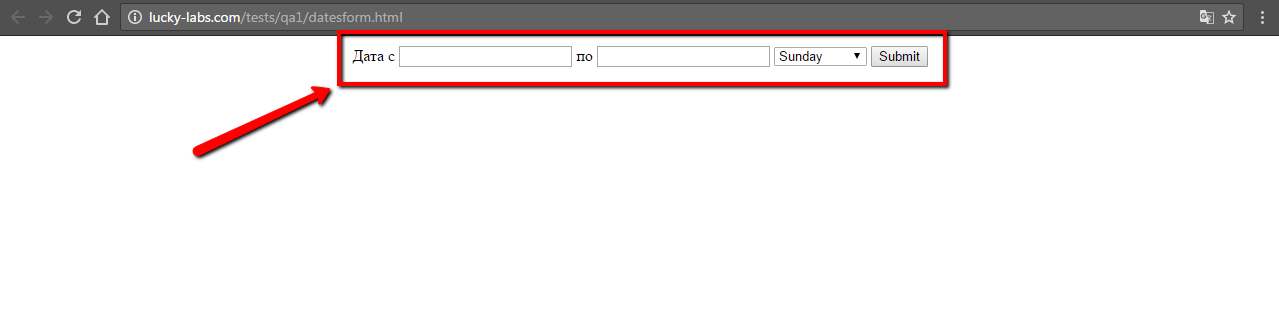 lucky-labs.com/tests/qa1/datesform.html
Дата с по Sunday Submit